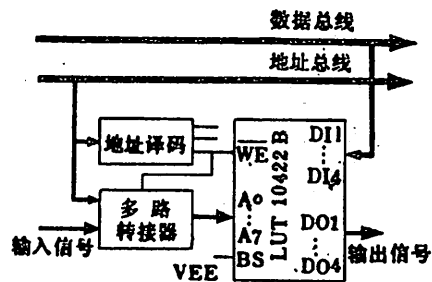 数据总线
地址总线
地址译码
多路
转接器
输入信号
WE
A0
A7
BS
VEE
LUT 10422B
DI1
DI4
DO1
DO4
输出信号